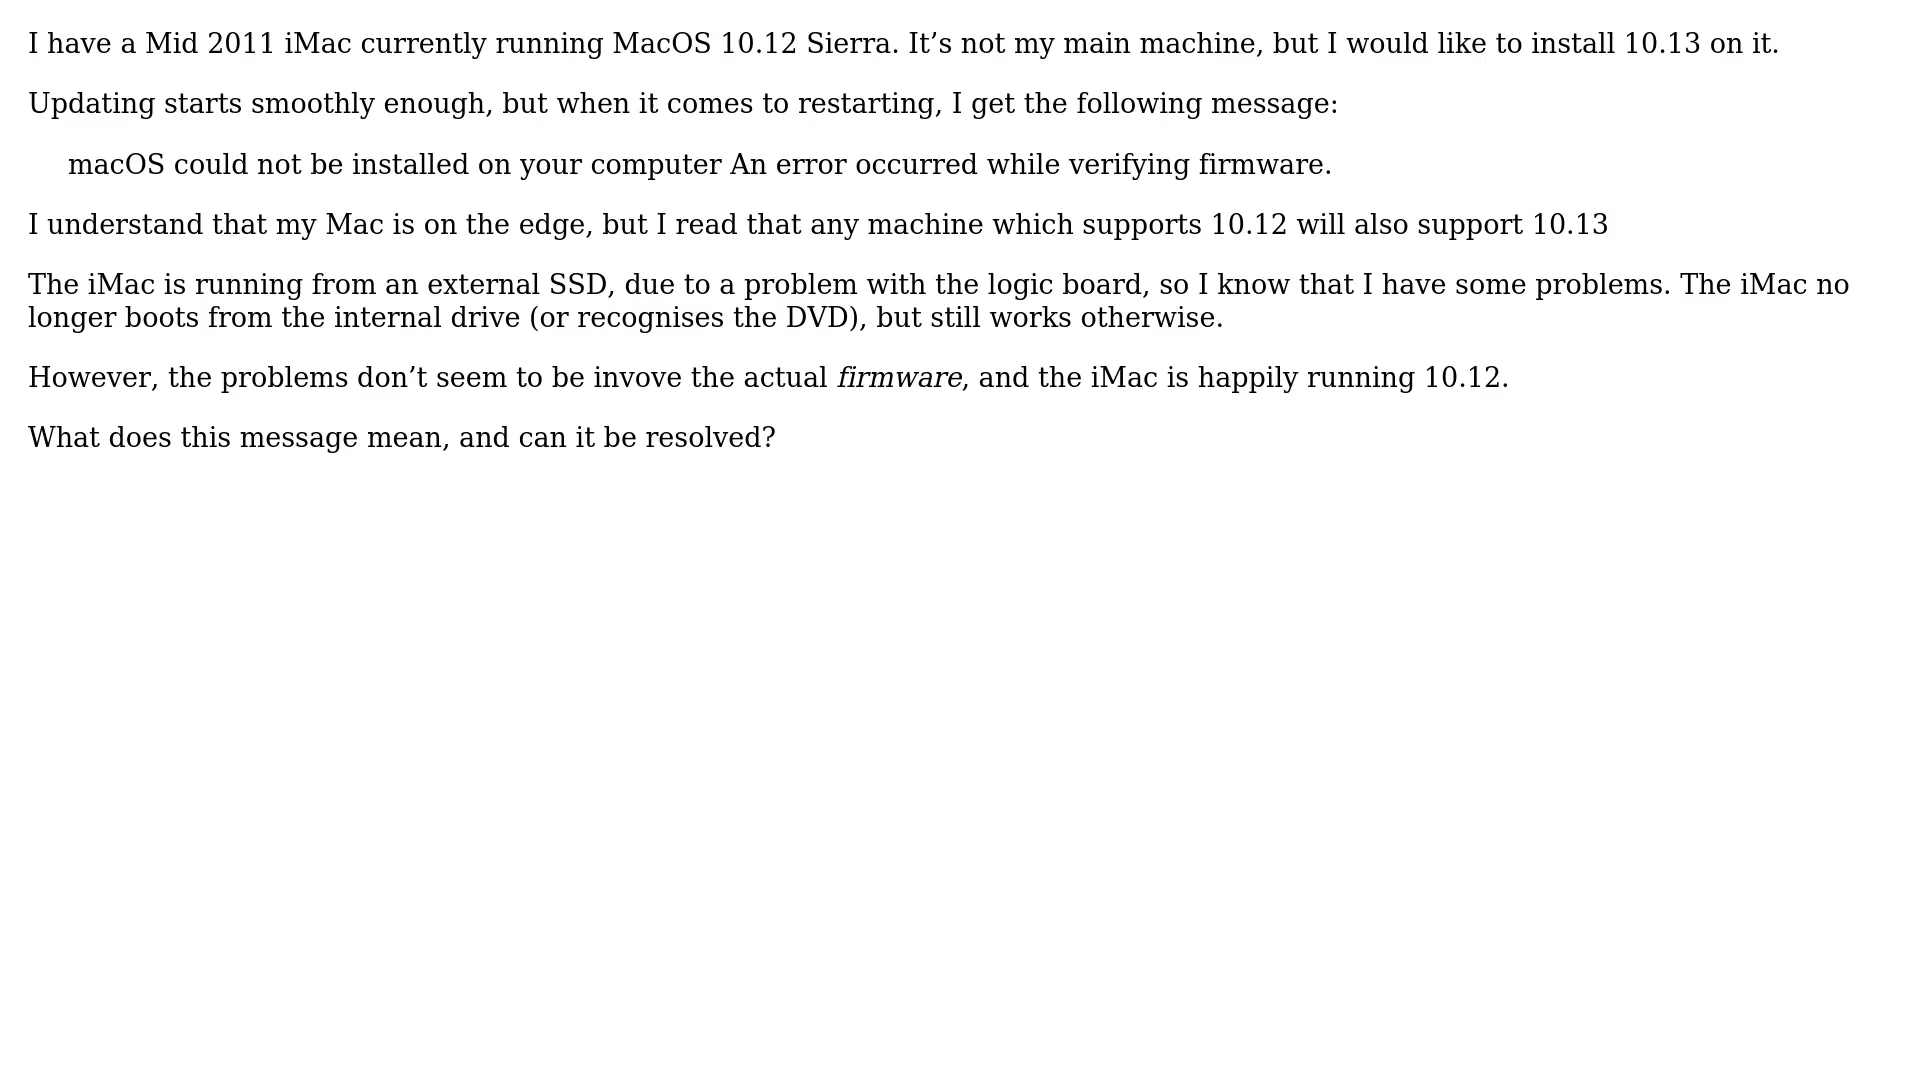 I have a Mid 2011 iMac currently running MacOS 10.12 Sierra. It’s not my main machine, but I would like to install 10.13 on it.
Updating starts smoothly enough, but when it comes to restarting, I get the following message:
macOS could not be installed on your computer An error occurred while verifying firmware.
I understand that my Mac is on the edge, but I read that any machine which supports 10.12 will also support 10.13
The iMac is running from an external SSD, due to a problem with the logic board, so I know that I have some problems. The iMac no
longer boots from the internal drive (or recognises the DVD), but still works otherwise.
However, the problems don’t seem to be invove the actual firmware, and the iMac is happily running 10.12.
What does this message mean, and can it be resolved?